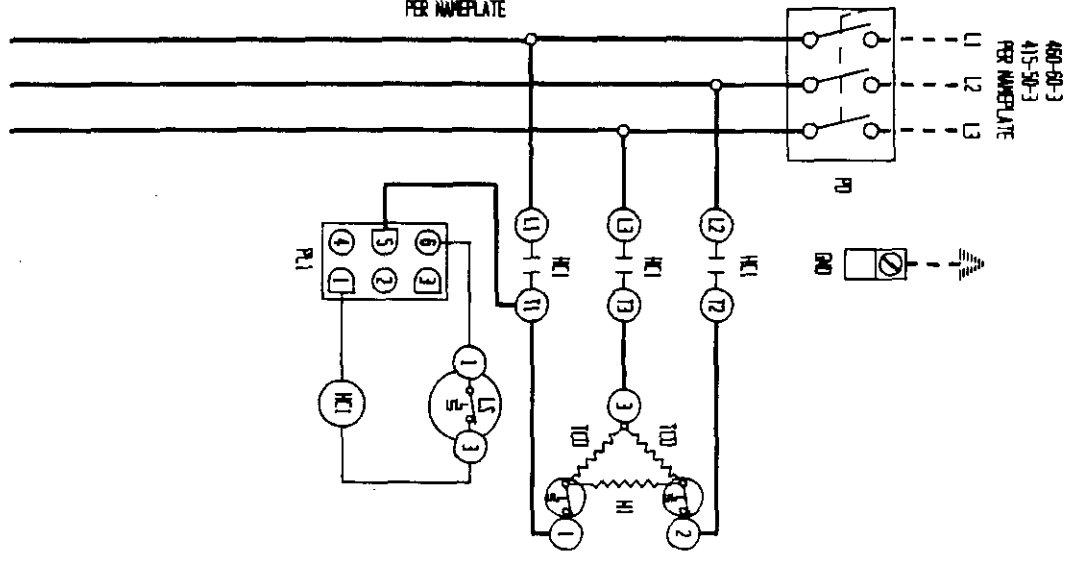 PER NAMEPLATE
460-60-3
415-50-3
PER NAMEPLATE
L1
L2
L3
PD
GND
L1
L3
L2
HC1
HC1
HC1
T1
T3
T2
4
5
6
1
2
3
PL1
HC1
1
LS
3
3
TCO
TCO
H1
1
2